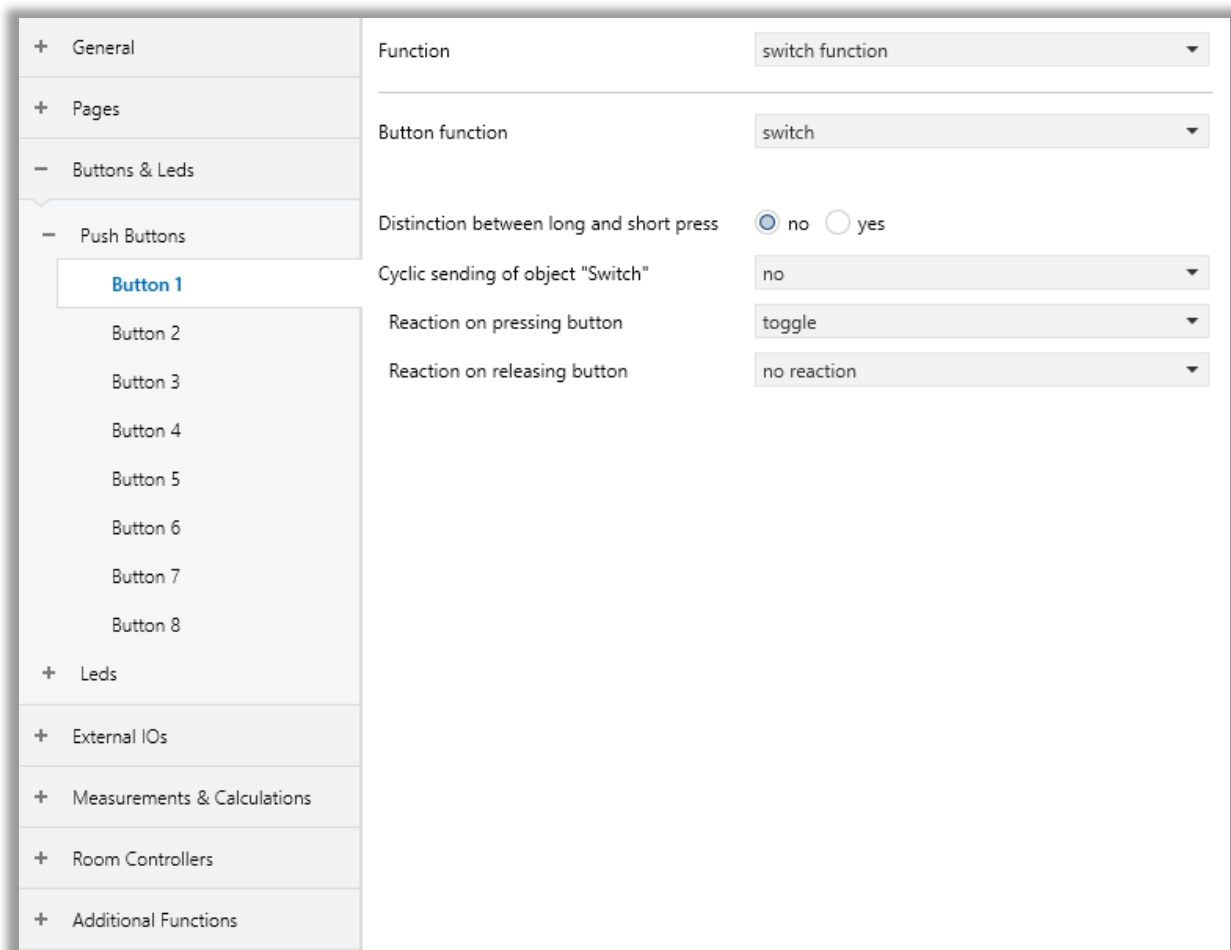 General
Pages
Buttons & Leds
Push Buttons
Button 1
Button 2
Button 3
Button 4
Button 5
Button 6
Button 7
Button 8
Leds
External IOs
Measurements & Calculations
Room Controllers
Additional Functions
Function switch function
Button function switch
Distinction between long and short press no yes
Cyclic sending of object "Switch" no
Reaction on pressing button toggle
Reaction on releasing button no reaction